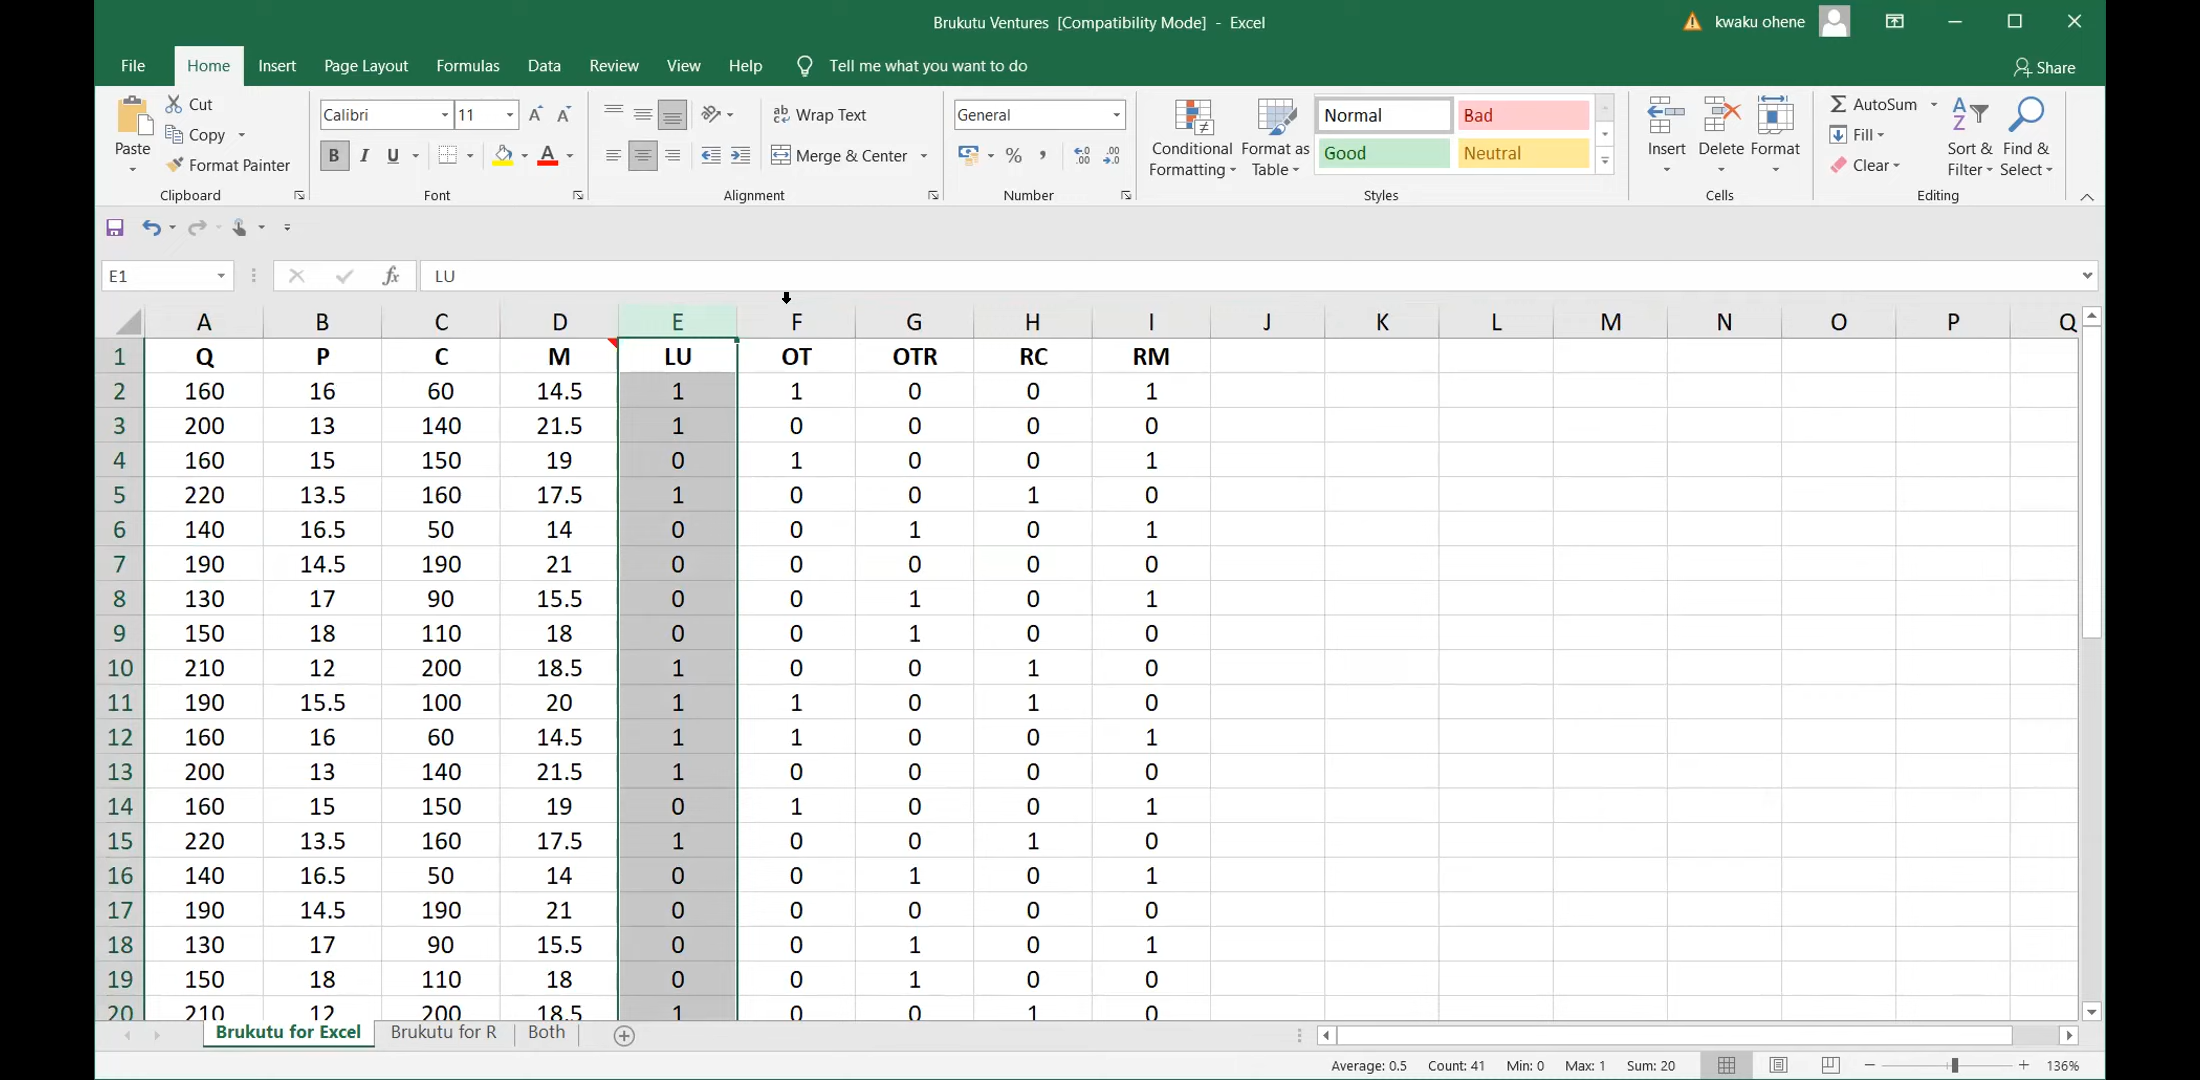 Brukutu Ventures [Compatibility Mode] - Excel
kwaku ohene
File Home Insert Page Layout Formulas Data Review View Help Tell me what you want to do
Share
Paste
Cut
Copy
Format Painter
Clipboard
Calibri 11 A A
B I U A
Font
ab Wrap Text
Merge & Center
Alignment
General
% ,
Number
Conditional Formatting
Format as Table
Normal Bad
Good Neutral
Styles
Insert Delete Format
Cells
AutoSum
Fill
Clear
Sort & Filter
Find & Select
Editing
E1 fx LU
A B C D E F G H I J K L M N O P Q
1 Q P C M LU OT OTR RC RM
2 160 16 60 14.5 1 1 0 0 1
3 200 13 140 21.5 1 0 0 0 0
4 160 15 150 19 0 1 0 0 1
5 220 13.5 160 17.5 1 0 0 1 0
6 140 16.5 50 14 0 0 1 0 1
7 190 14.5 190 21 0 0 0 0 0
8 130 17 90 15.5 0 0 1 0 1
9 150 18 110 18 0 0 1 0 0
10 210 12 200 18.5 1 0 0 1 0
11 190 15.5 100 20 1 1 0 1 0
12 160 16 60 14.5 1 1 0 0 1
13 200 13 140 21.5 1 0 0 0 0
14 160 15 150 19 0 1 0 0 1
15 220 13.5 160 17.5 1 0 0 1 0
16 140 16.5 50 14 0 0 1 0 1
17 190 14.5 190 21 0 0 0 0 0
18 130 17 90 15.5 0 0 1 0 1
19 150 18 110 18 0 0 1 0 0
20 210 12 200 18.5 1 0 0 1 0
Brukutu for Excel Brukutu for R Both
Average: 0.5 Count: 41 Min: 0 Max: 1 Sum: 20 136%